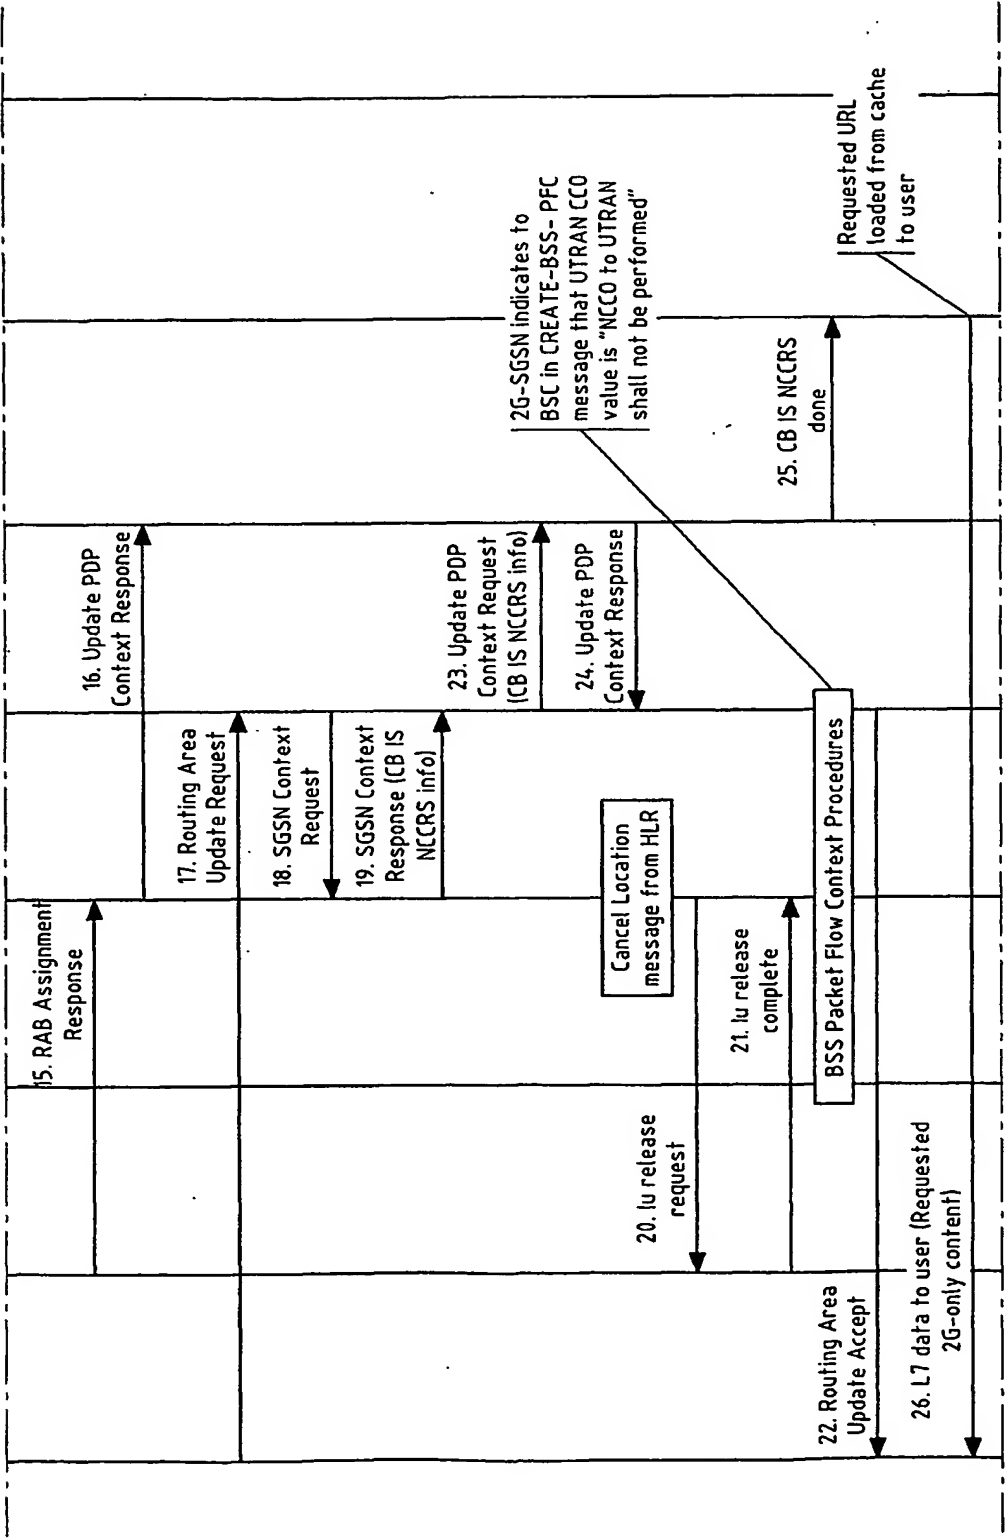 15. RAB Assignment
Response
16. Update PDP
Context Response
17. Routing Area
Update Request
18. SGSN Context
Request
19. SGSN Context
Response (CB IS
NCCRS info)
23. Update PDP
Context Request
(CB IS NCCRS info)
24. Update PDP
Context Response
Cancel Location
message from HLR
20. Iu release
request
21. Iu release
complete
2G-SGSN indicates to
BSC in CREATE-BSS- PFC
message that UTRAN CCO
value is "NCCO to UTRAN
shall not be performed"
BSS Packet Flow Context Procedures
22. Routing Area
Update Accept
25. CB IS NCCRS
done
26. L7 data to user (Requested
2G-only content)
Requested URL
loaded from cache
to user